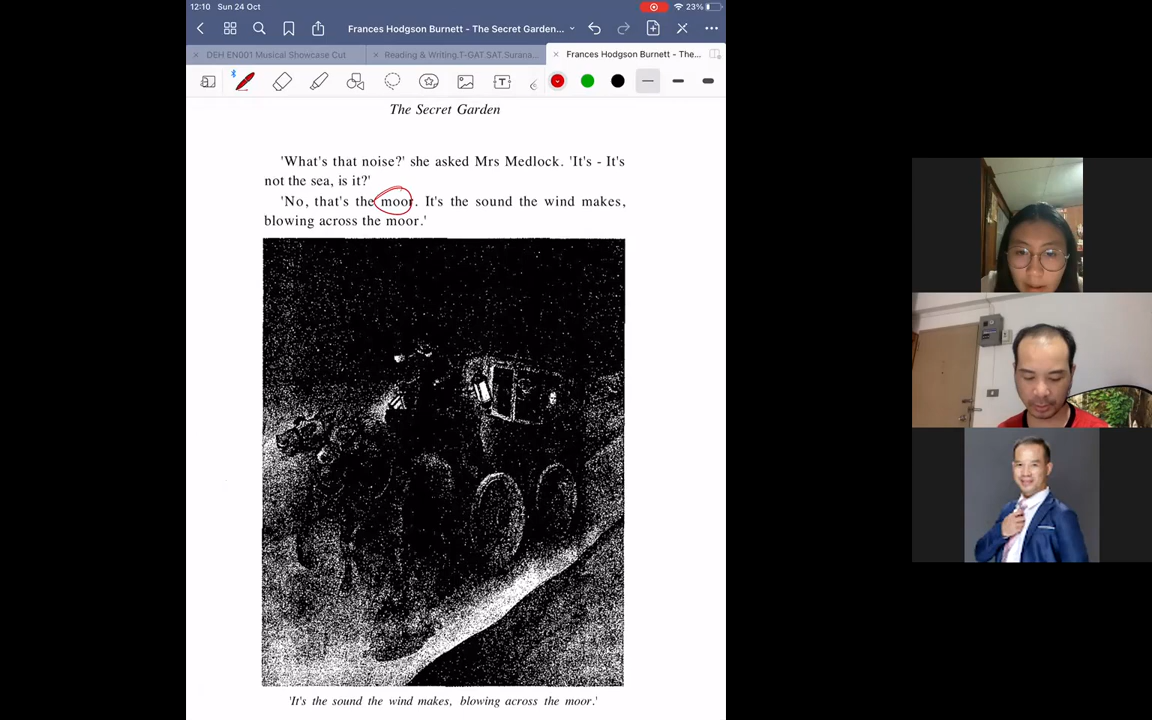 12:10 Sun 24 Oct
23%
Frances Hodgson Burnett - The Secret Garden...
DEH EN001 Musical Showcase Cut
Reading & Writing,T-GAT SAT Surana...
Frances Hodgson Burnett - The...
The Secret Garden
'What's that noise?' she asked Mrs Medlock. 'It's - It's
not the sea, is it?'
'No, that's the moor. It's the sound the wind makes,
blowing across the moor.'
'It's the sound the wind makes, blowing across the moor.'